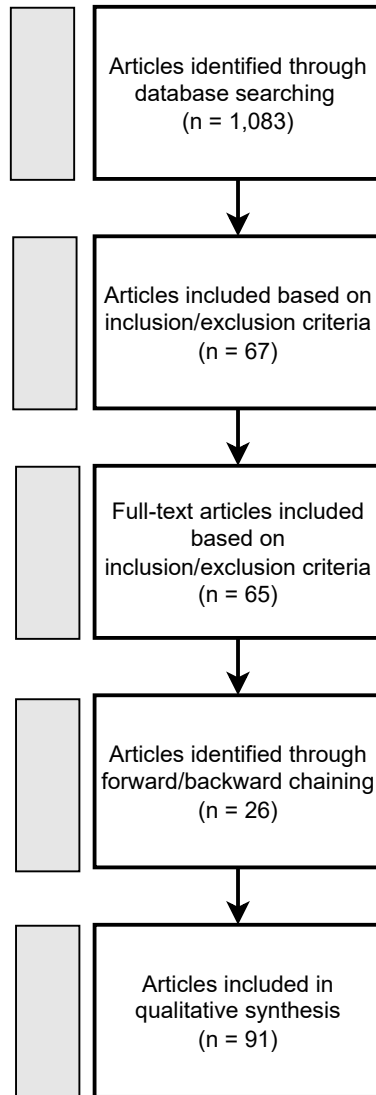 Articles identified through
database searching
(n = 1,083)
Articles included based on
inclusion/exclusion criteria
(n = 67)
Full-text articles included
based on
inclusion/exclusion criteria
(n = 65)
Articles identified through
forward/backward chaining
(n = 26)
Articles included in
qualitative synthesis
(n = 91)